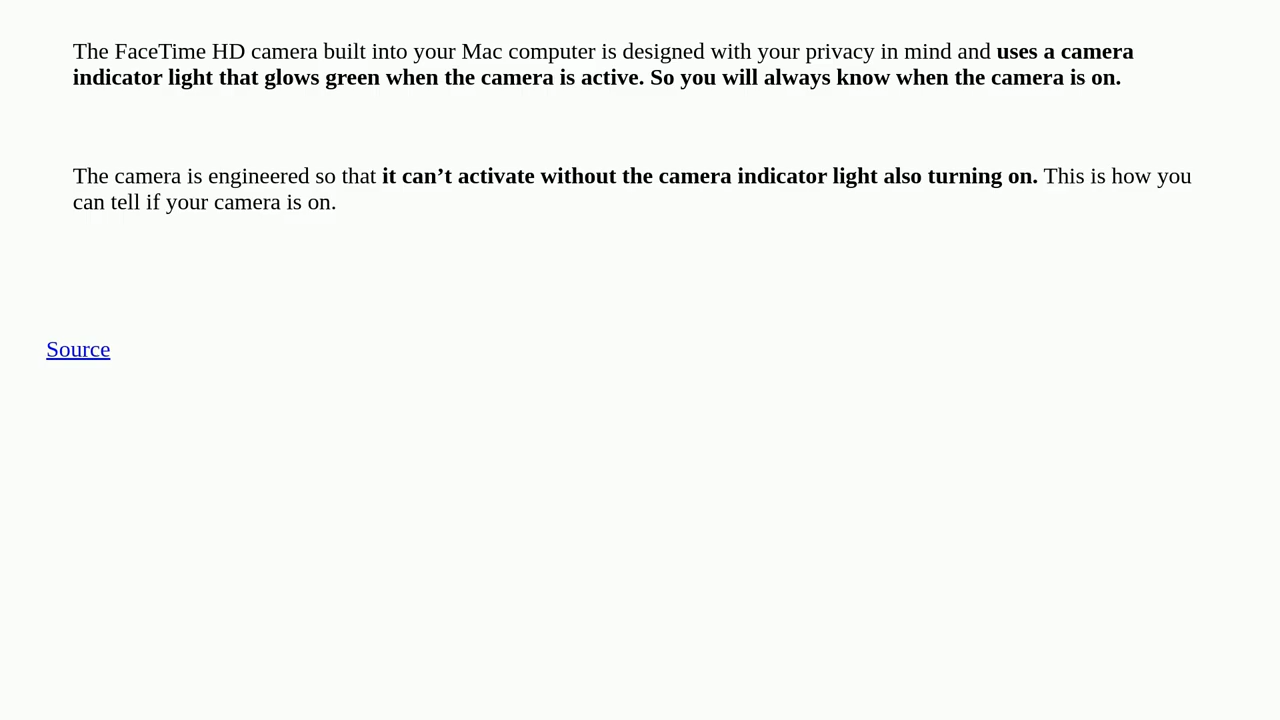 The FaceTime HD camera built into your Mac computer is designed with your privacy in mind and uses a camera
indicator light that glows green when the camera is active. So you will always know when the camera is on.
The camera is engineered so that it can’t activate without the camera indicator light also turning on. This is how you
can tell if your camera is on.
Source